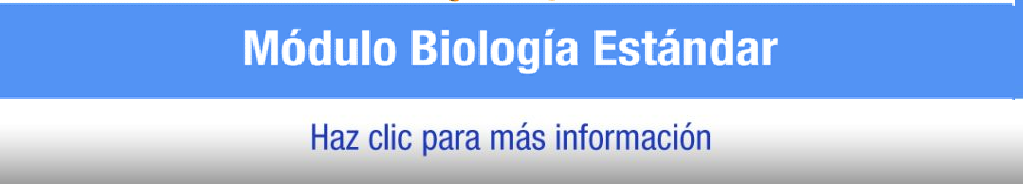 Módulo Biología Estándar
Haz clic para más información